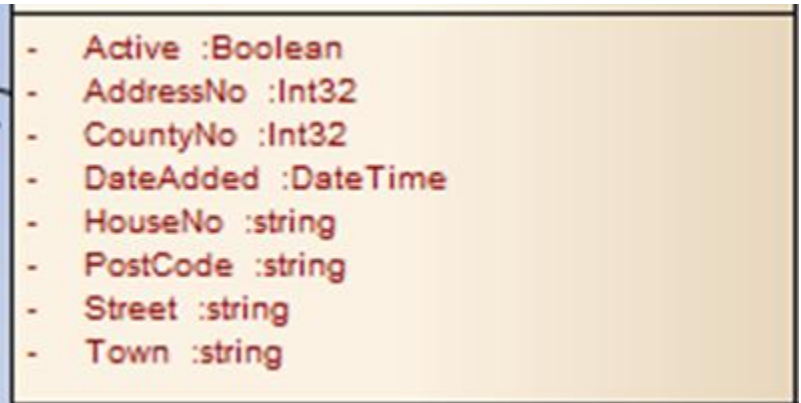 - Active :Boolean
- AddressNo :Int32
- CountyNo :Int32
- DateAdded :DateTime
- HouseNo :string
- PostCode :string
- Street :string
- Town :string